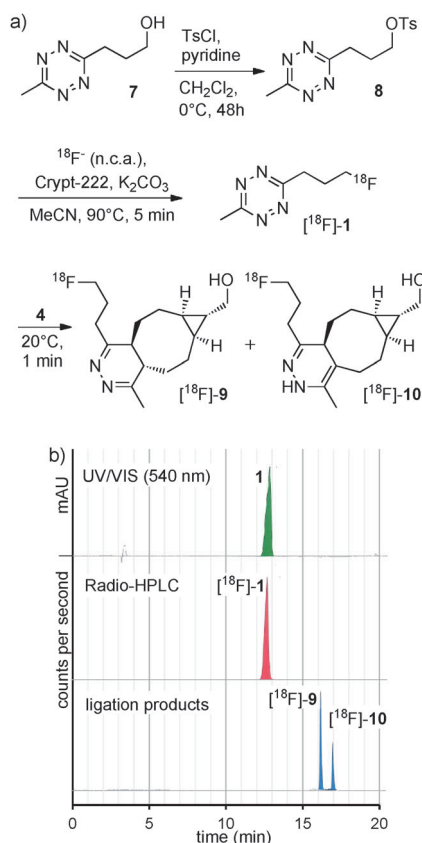 a)
OH
N N
N N
7
TsCl,
pyridine
CH₂Cl₂,
0°C, 48h
OTs
N N
N N
8
¹⁸F⁻ (n.c.a.),
Crypt-222, K₂CO₃
MeCN, 90°C, 5 min
¹⁸F
N N
N N
[¹⁸F]-1
4
20°C,
1 min
¹⁸F
HO
H
H
H
H
N
N
[¹⁸F]-9
+
¹⁸F
HO
H
H
H
N
HN
[¹⁸F]-10
b)
UV/VIS (540 nm)
1
mAU
Radio-HPLC
[¹⁸F]-1
counts per second
ligation products
[¹⁸F]-9
[¹⁸F]-10
0 5 10 15 20
time (min)